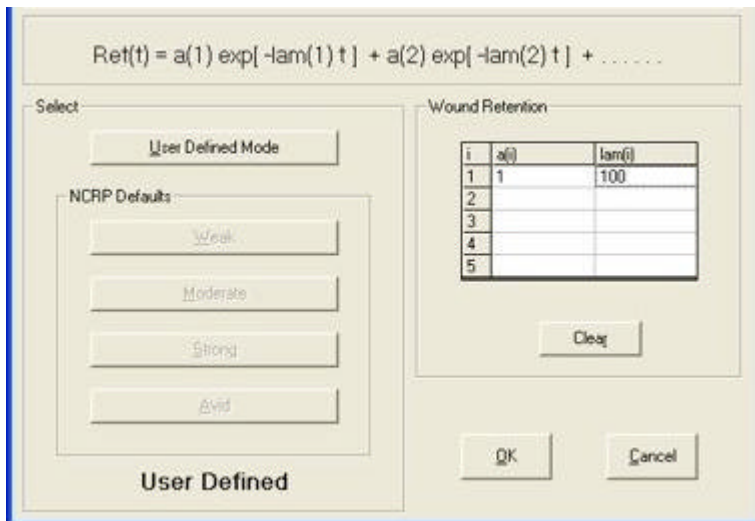 Ret(t) = a(1) exp[ -lam(1) t ] + a(2) exp[ -lam(2) t ] + . . . . . .
Select
User Defined Mode
NCRP Defaults
Weak
Moderate
Strong
Avid
User Defined
Wound Retention
i a(i) lam(i)
1 1 100
2
3
4
5
Clear
OK
Cancel